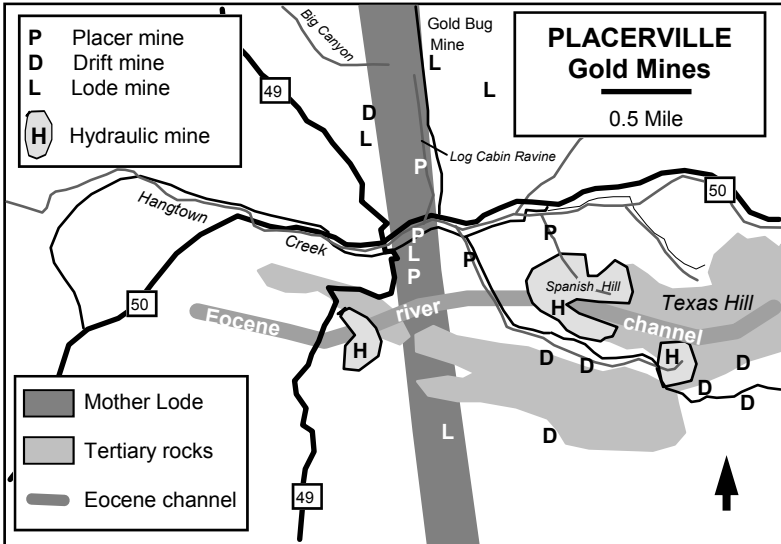 P Placer mine
D Drift mine
L Lode mine
H Hydraulic mine
Big Canyon
Gold Bug
Mine
L
L
PLACERVILLE
Gold Mines
0.5 Mile
49
D
L
Log Cabin Ravine
P
50
Hangtown
Creek
P
L
P
P
P
Spanish Hill
H
Texas Hill
50
Eocene
river
channel
H
H
D
D
D
D
D
D
L
49
Mother Lode
Tertiary rocks
Eocene channel